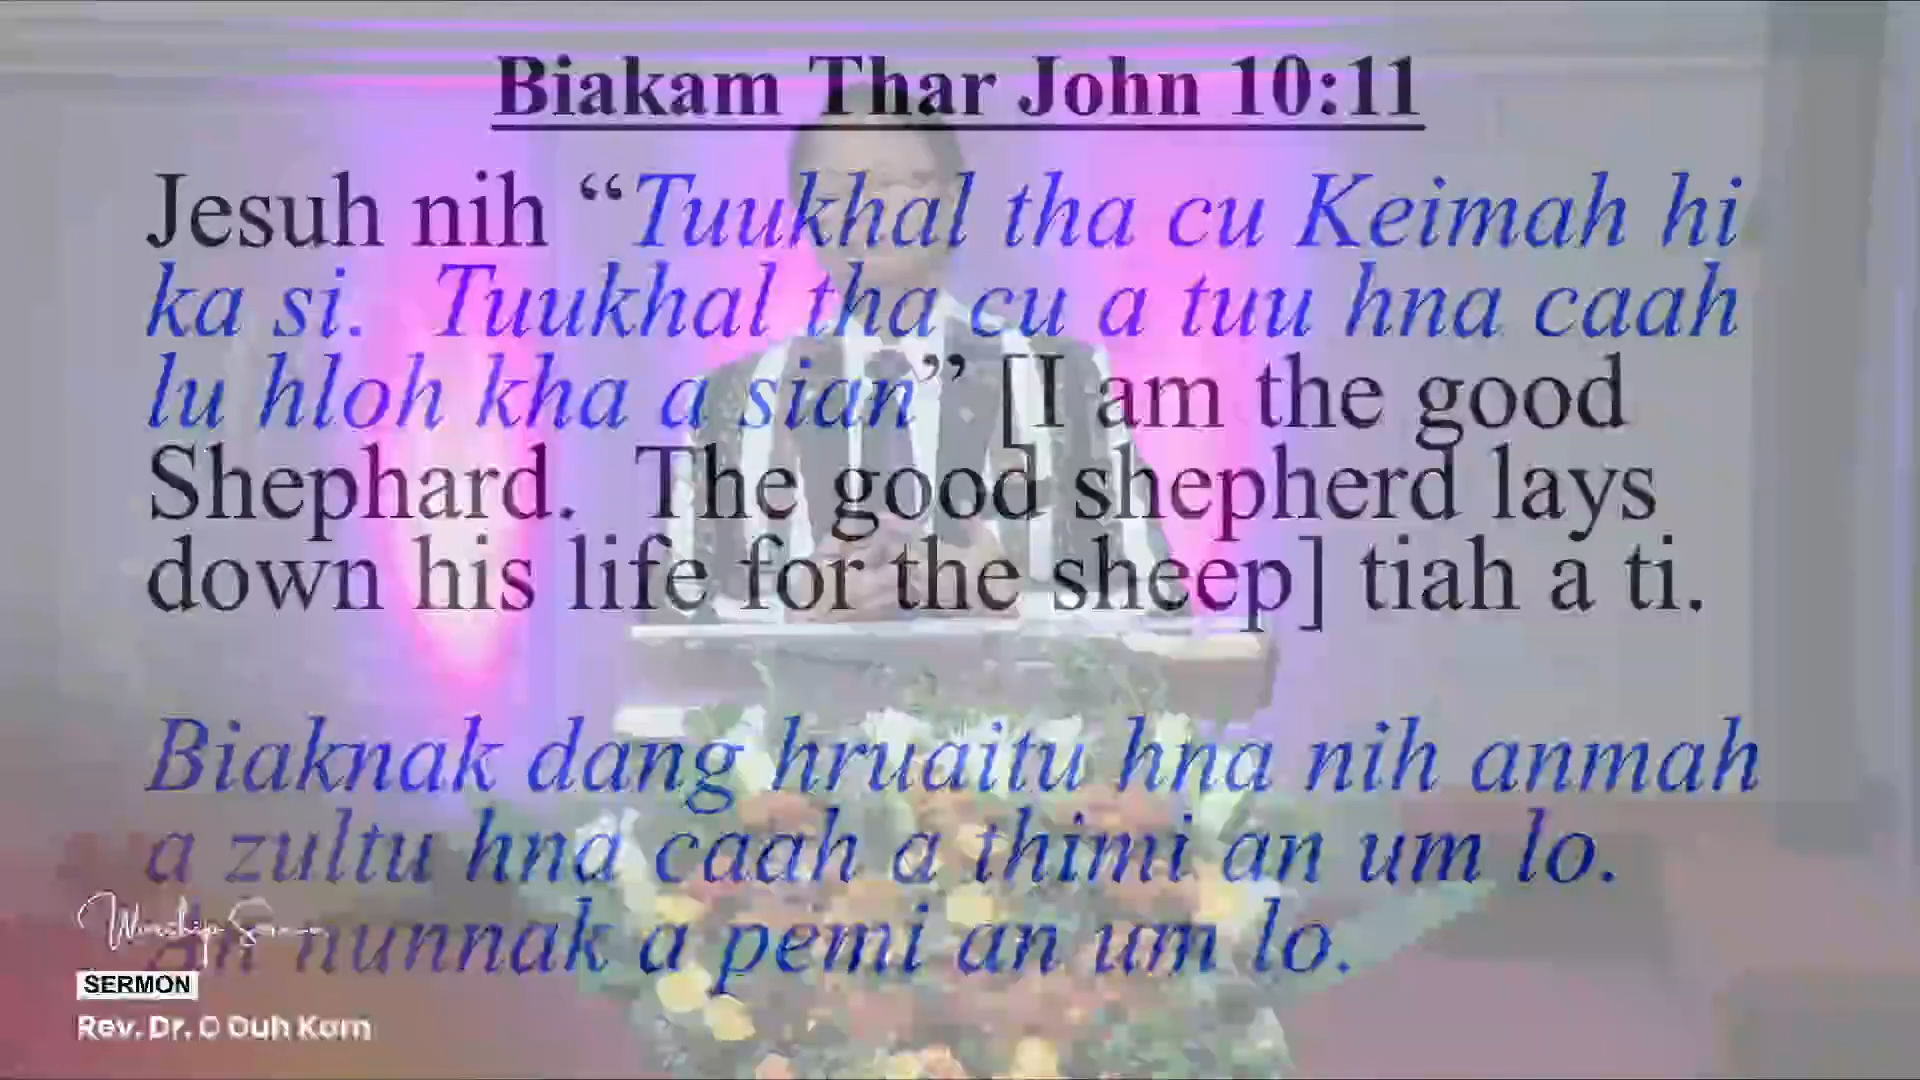 Biakam Thar John 10:11
Jesuh nih “Tuukhal tha cu Keimah hi
ka si. Tuukhal tha cu a tuu hna caah
lu hloh kha a sian” [I am the good
Shephard. The good shepherd lays
down his life for the sheep] tiah a ti.
Biaknak dang hruaitu hna nih anmah
a zultu hna caah a thimi an um lo.
An nunnak a pemi an um lo.
Worship
SERMON
Rev. Dr. C Duh Kam